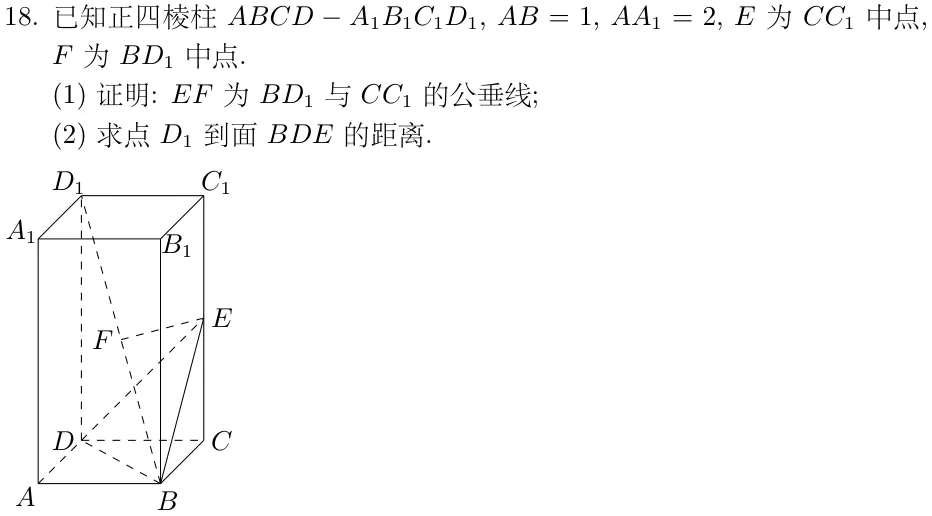 18. 已知正四棱柱 ABCD − A₁B₁C₁D₁, AB = 1, AA₁ = 2, E 为 CC₁ 中点,
F 为 BD₁ 中点.
(1) 证明: EF 为 BD₁ 与 CC₁ 的公垂线;
(2) 求点 D₁ 到面 BDE 的距离.
D₁ C₁
A₁ B₁
E
F
D C
A B